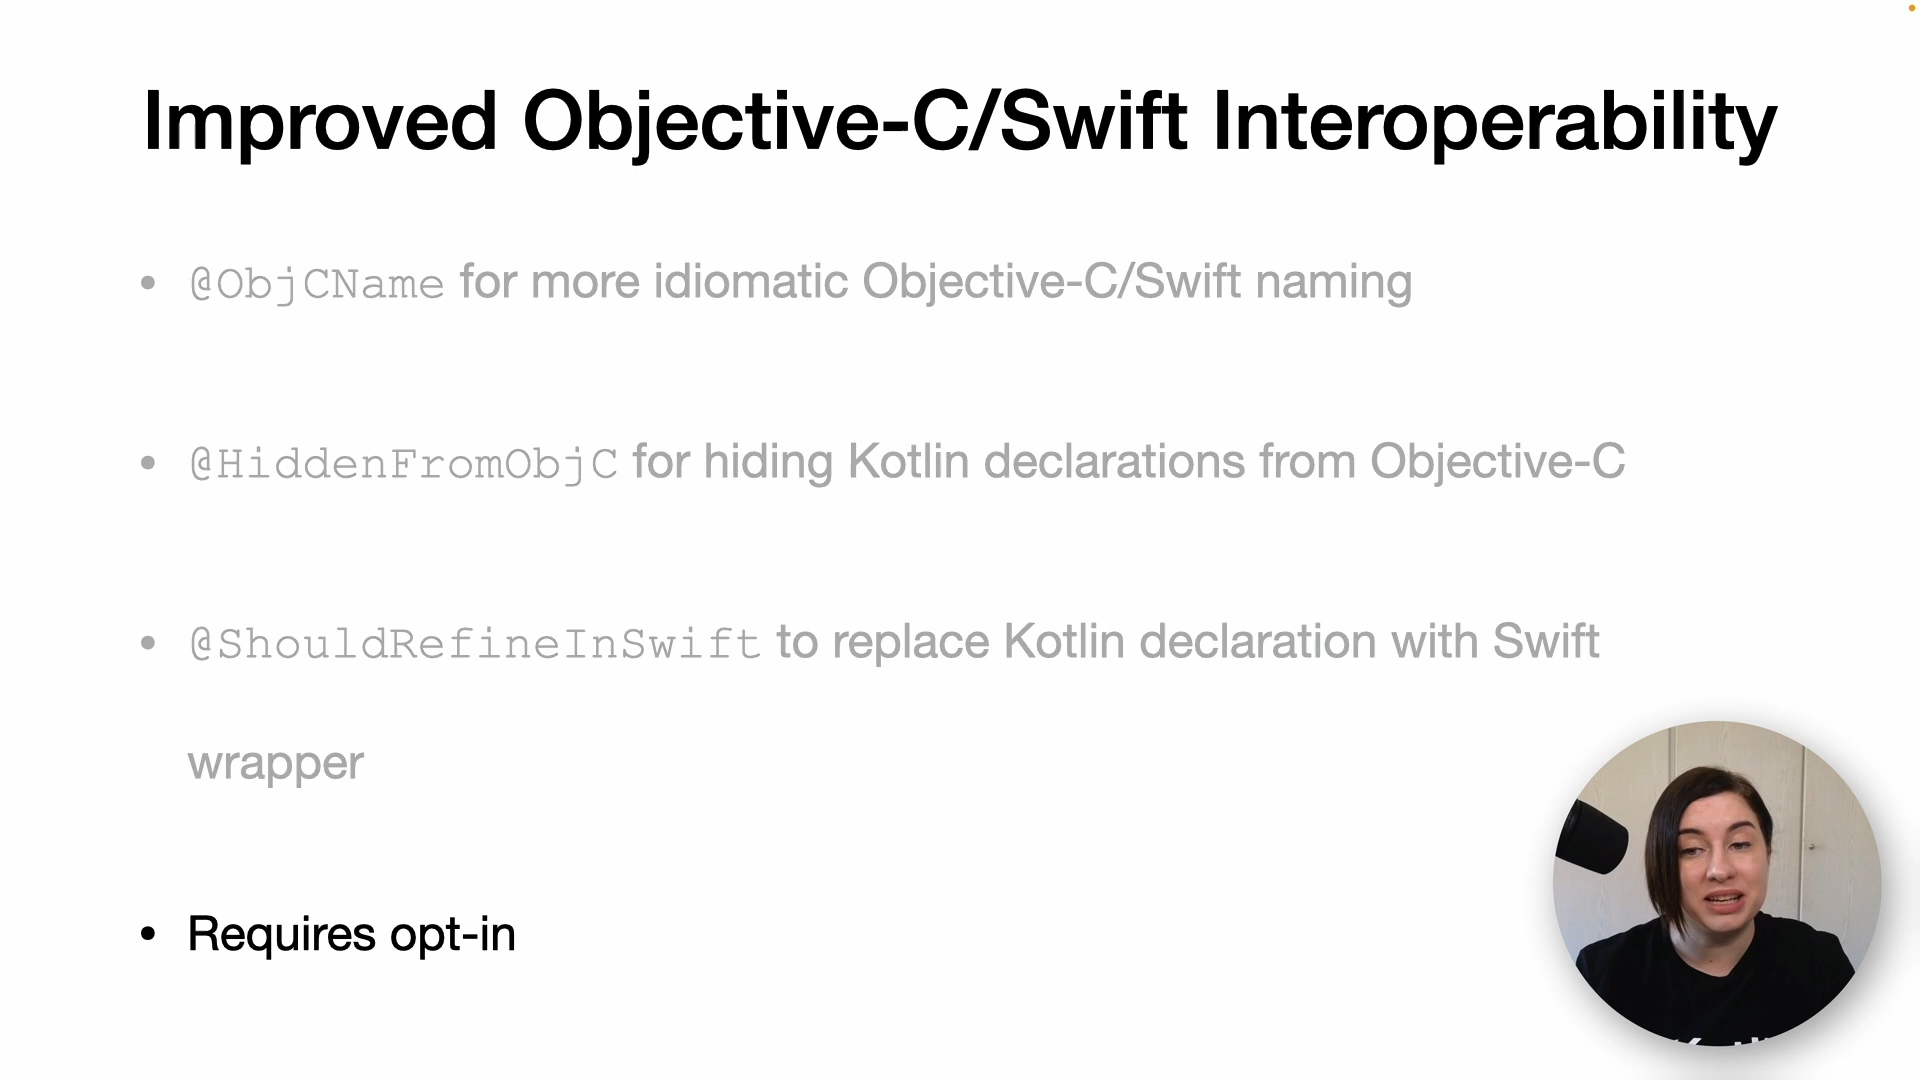 Improved Objective-C/Swift Interoperability
• @ObjCName for more idiomatic Objective-C/Swift naming
• @HiddenFromObjC for hiding Kotlin declarations from Objective-C
• @ShouldRefineInSwift to replace Kotlin declaration with Swift
wrapper
• Requires opt-in